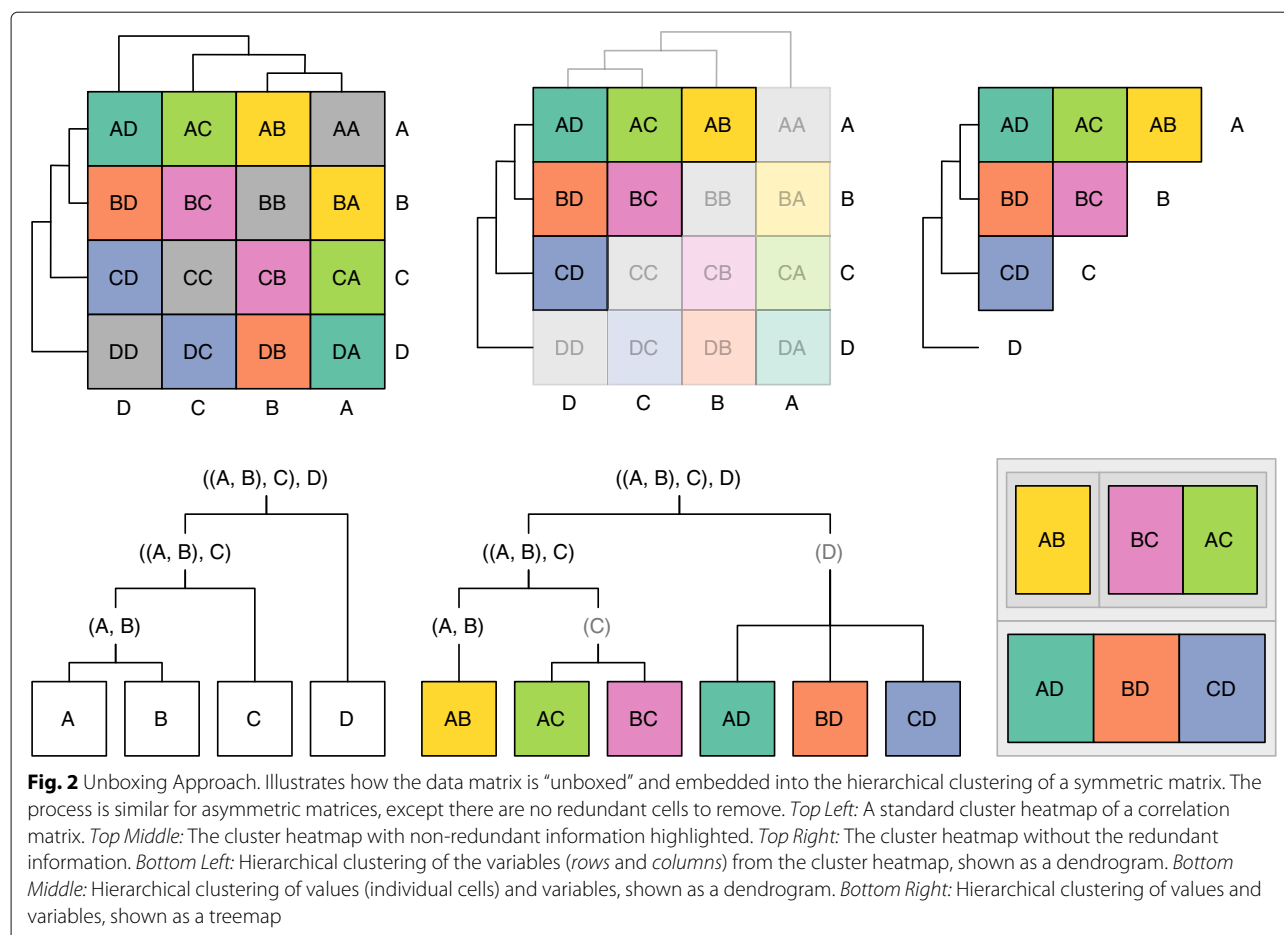 AD AC AB AA A
BD BC BB BA B
CD CC CB CA C
DD DC DB DA D
D C B A
AD AC AB AA A
BD BC BB BA B
CD CC CB CA C
DD DC DB DA D
D C B A
AD AC AB A
BD BC B
CD C
D
((A, B), C), D)
((A, B), C)
(A, B)
A B C D
((A, B), C), D)
((A, B), C) (D)
(A, B) (C)
AB AC BC AD BD CD
AB BC AC
AD BD CD
Fig. 2 Unboxing Approach. Illustrates how the data matrix is “unboxed” and embedded into the hierarchical clustering of a symmetric matrix. The
process is similar for asymmetric matrices, except there are no redundant cells to remove. Top Left: A standard cluster heatmap of a correlation
matrix. Top Middle: The cluster heatmap with non-redundant information highlighted. Top Right: The cluster heatmap without the redundant
information. Bottom Left: Hierarchical clustering of the variables (rows and columns) from the cluster heatmap, shown as a dendrogram. Bottom
Middle: Hierarchical clustering of values (individual cells) and variables, shown as a dendrogram. Bottom Right: Hierarchical clustering of values and
variables, shown as a treemap